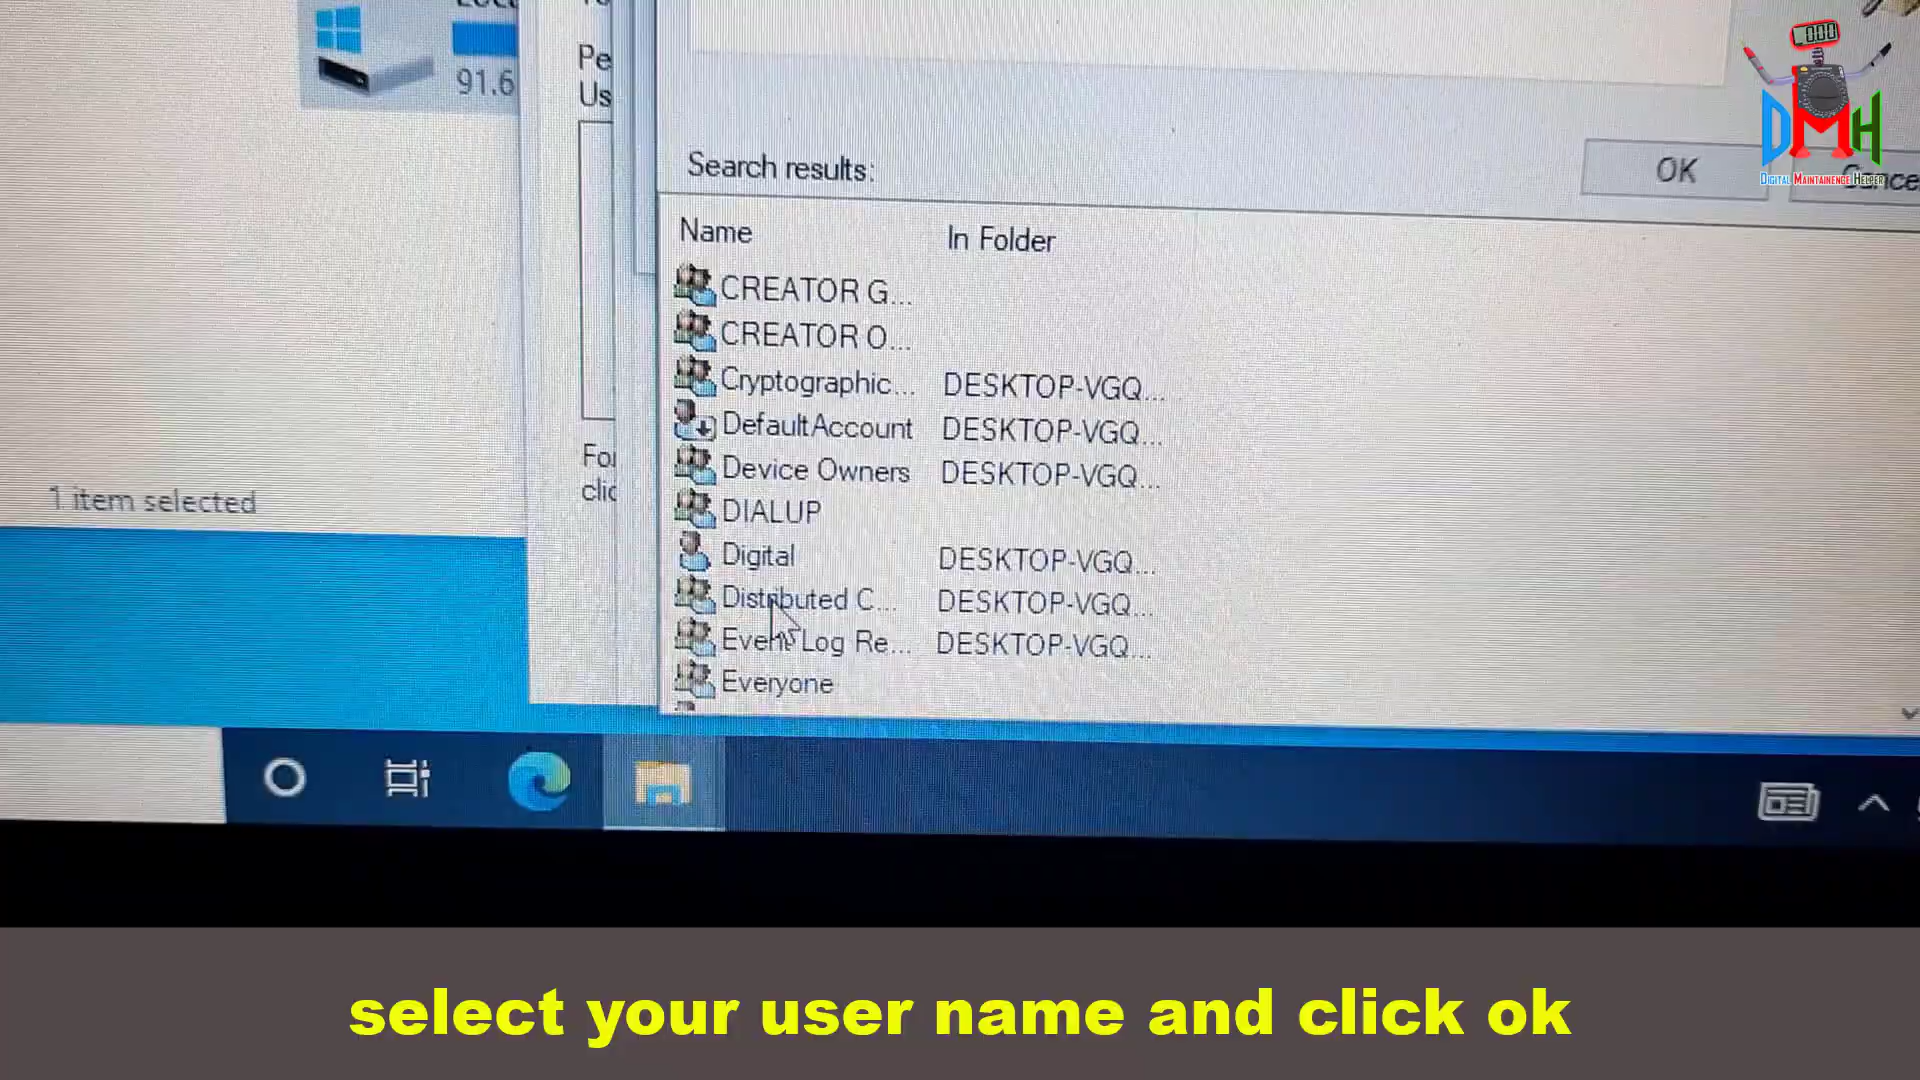 91.6
Pe
Us
Search results:
OK
Cance
DMH
Digital Maintainence Helper
Name In Folder
CREATOR G...
CREATOR O...
Cryptographic... DESKTOP-VGQ...
DefaultAccount DESKTOP-VGQ...
Device Owners DESKTOP-VGQ...
DIALUP
Digital DESKTOP-VGQ...
Distributed C... DESKTOP-VGQ...
Event Log Re... DESKTOP-VGQ...
Everyone
For
clic
1 item selected
select your user name and click ok